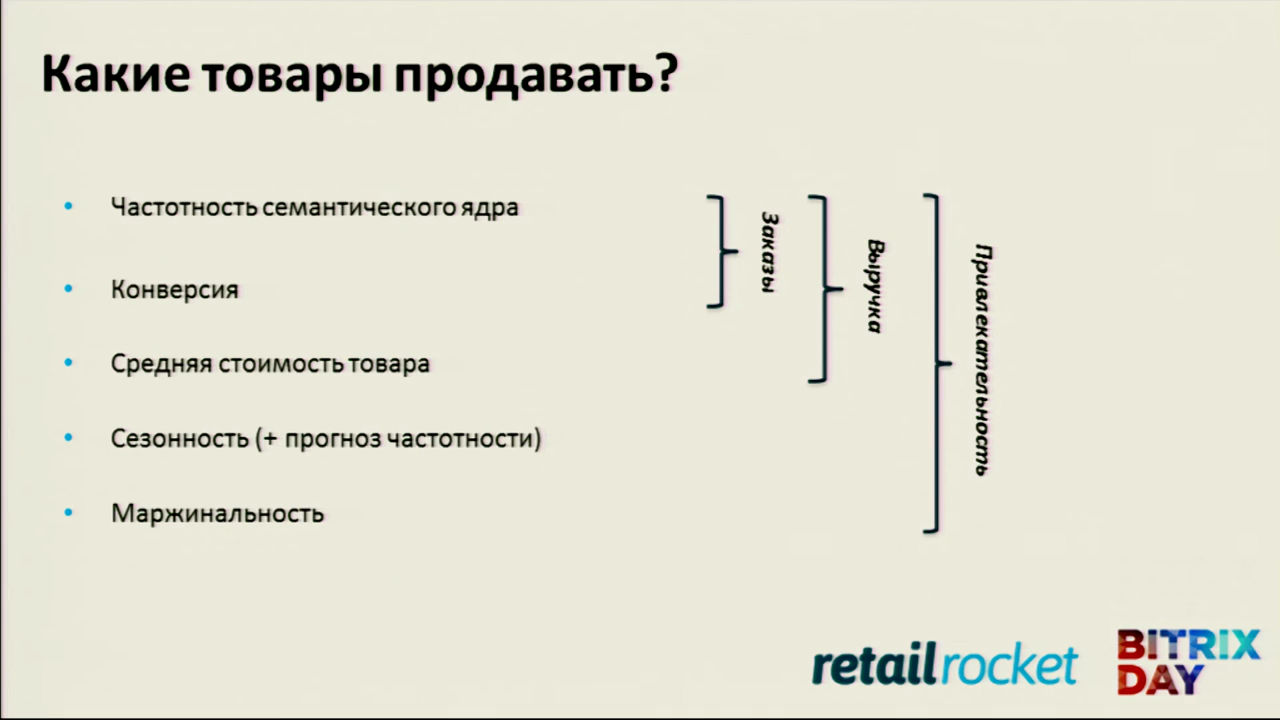 Какие товары продавать?
Частотность семантического ядра
Конверсия
Средняя стоимость товара
Сезонность (+ прогноз частотности)
Маржинальность
Заказы
Выручка
Привлекательность
retailrocket
BITRIX
DAY